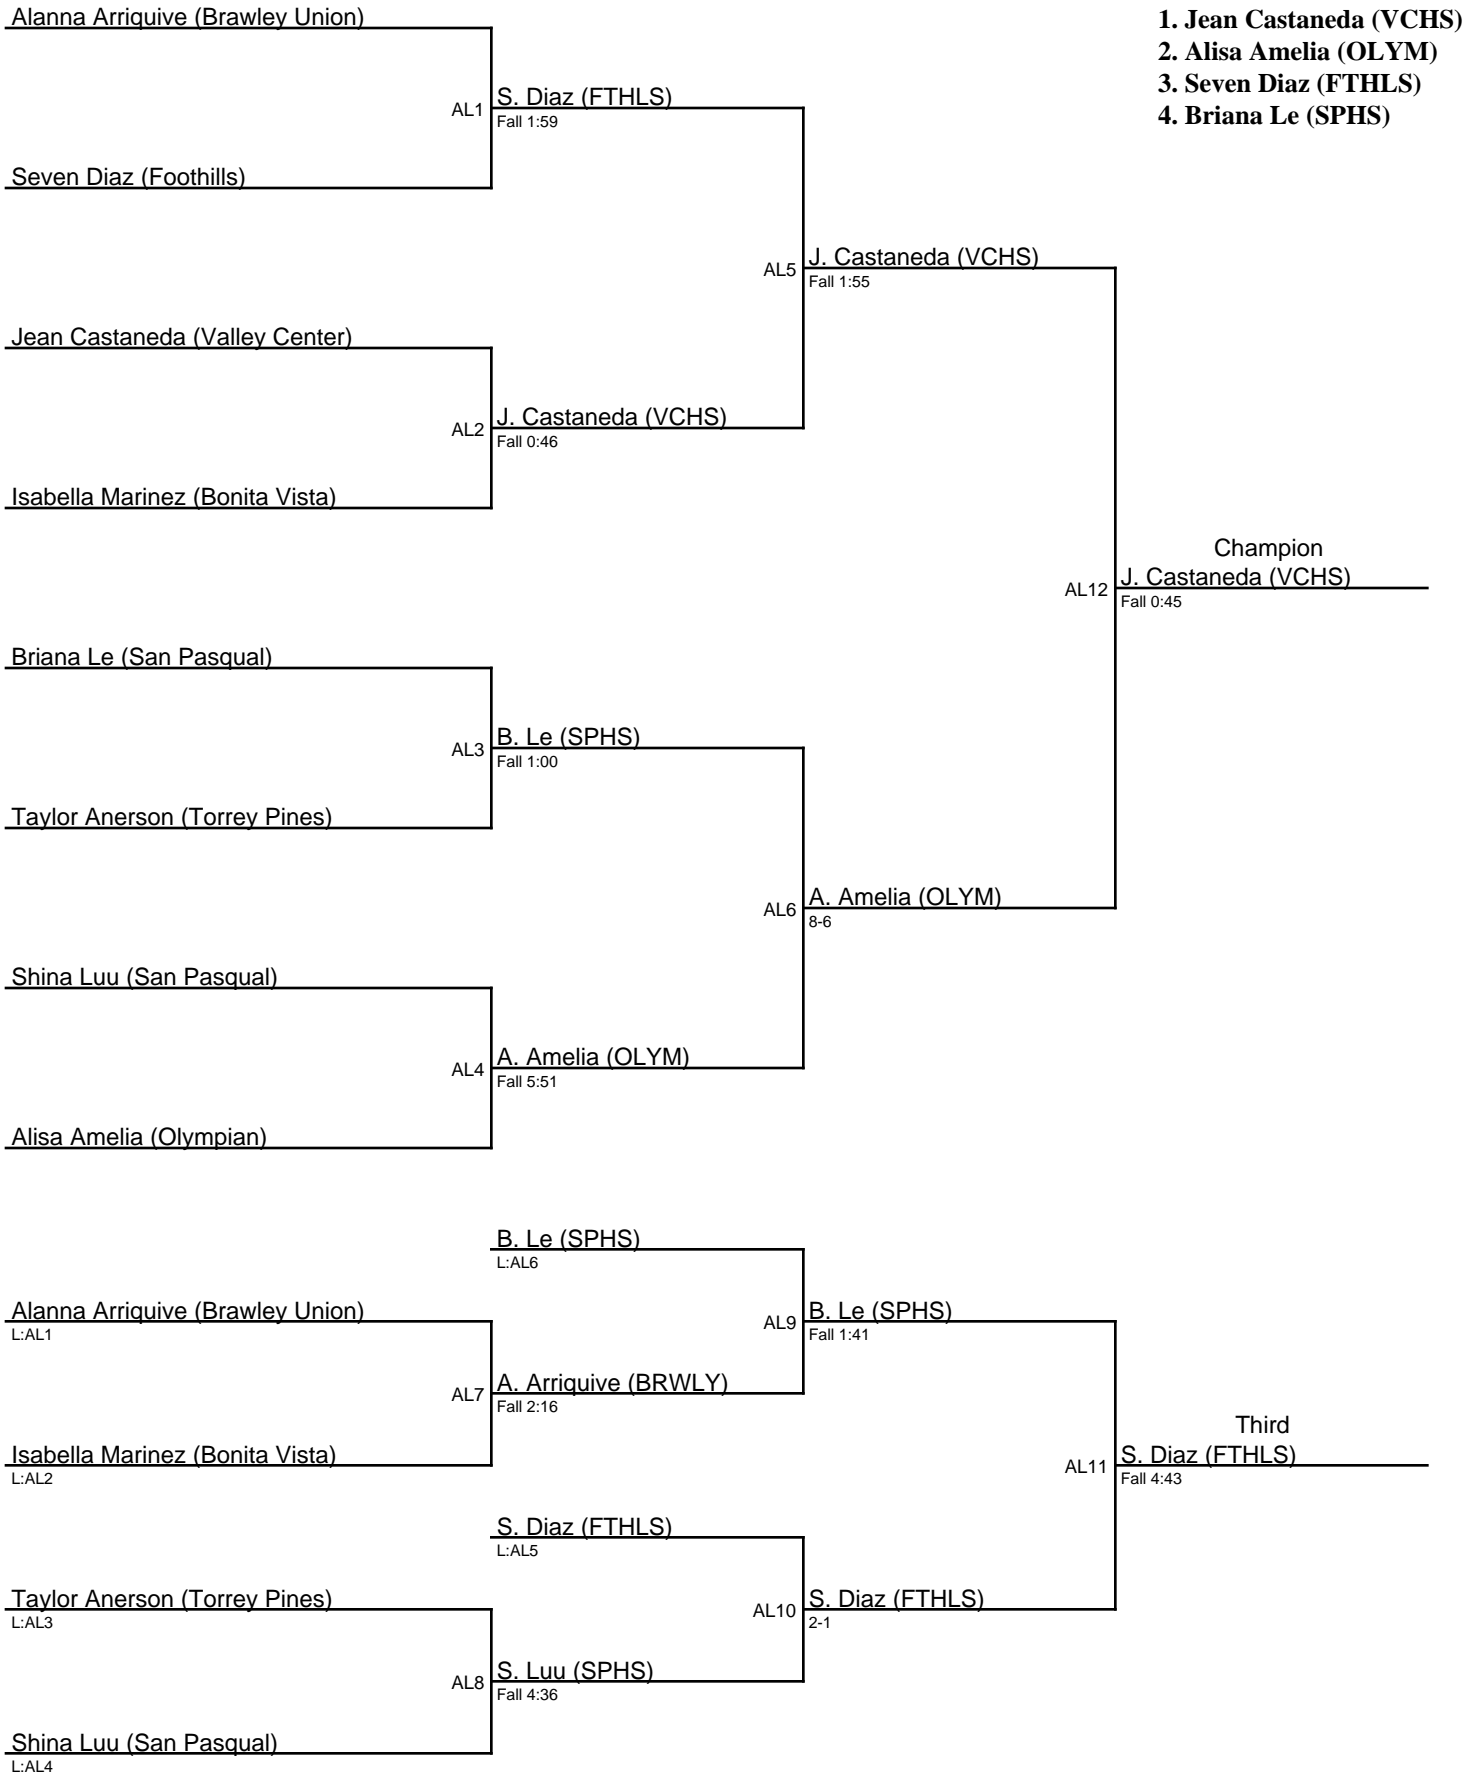 Alanna Arriquive (Brawley Union)
1. Jean Castaneda (VCHS)
2. Alisa Amelia (OLYM)
3. Seven Diaz (FTHLS)
4. Briana Le (SPHS)
AL1
S. Diaz (FTHLS)
Fall 1:59
Seven Diaz (Foothills)
AL5
J. Castaneda (VCHS)
Fall 1:55
Jean Castaneda (Valley Center)
AL2
J. Castaneda (VCHS)
Fall 0:46
Isabella Marinez (Bonita Vista)
Champion
AL12
J. Castaneda (VCHS)
Fall 0:45
Briana Le (San Pasqual)
AL3
B. Le (SPHS)
Fall 1:00
Taylor Anerson (Torrey Pines)
AL6
A. Amelia (OLYM)
8-6
Shina Luu (San Pasqual)
AL4
A. Amelia (OLYM)
Fall 5:51
Alisa Amelia (Olympian)
B. Le (SPHS)
L:AL6
Alanna Arriquive (Brawley Union)
L:AL1
AL9
B. Le (SPHS)
Fall 1:41
AL7
A. Arriquive (BRWLY)
Fall 2:16
Isabella Marinez (Bonita Vista)
L:AL2
Third
AL11
S. Diaz (FTHLS)
Fall 4:43
S. Diaz (FTHLS)
L:AL5
Taylor Anerson (Torrey Pines)
L:AL3
AL10
S. Diaz (FTHLS)
2-1
AL8
S. Luu (SPHS)
Fall 4:36
Shina Luu (San Pasqual)
L:AL4